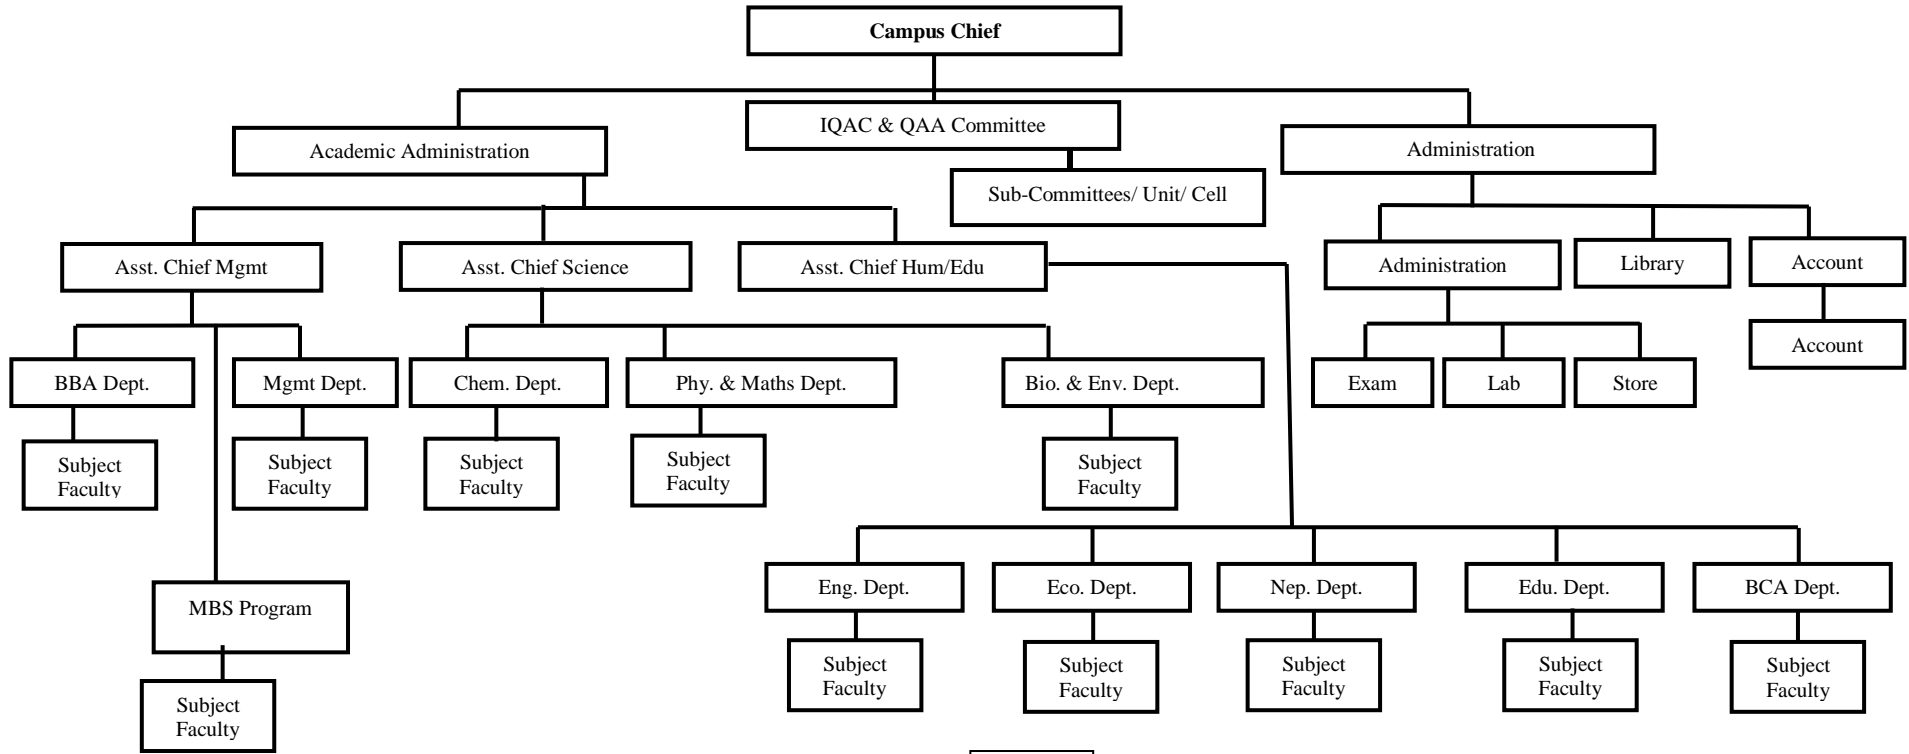 Campus Chief
IQAC & QAA Committee
Academic Administration
Administration
Sub-Committees/ Unit/ Cell
Asst. Chief Mgmt
Asst. Chief Science
Asst. Chief Hum/Edu
Administration
Library
Account
Account
BBA Dept.
Mgmt Dept.
Chem. Dept.
Phy. & Maths Dept.
Bio. & Env. Dept.
Exam
Lab
Store
Subject
Faculty
Subject
Faculty
Subject
Faculty
Subject
Faculty
Subject
Faculty
MBS Program
Eng. Dept.
Eco. Dept.
Nep. Dept.
Edu. Dept.
BCA Dept.
Subject
Faculty
Subject
Faculty
Subject
Faculty
Subject
Faculty
Subject
Faculty
Subject
Faculty